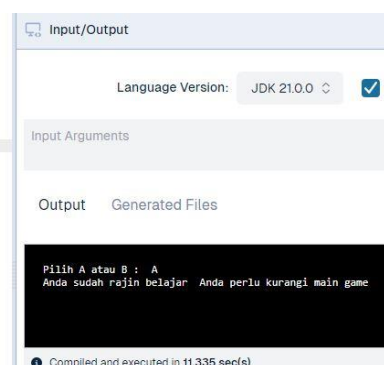 Input/Output
Language Version: JDK 21.0.0
Input Arguments
Output Generated Files
Pilih A atau B : A
Anda sudah rajin belajar Anda perlu kurangi main game
Compiled and executed in 11.335 sec(s)